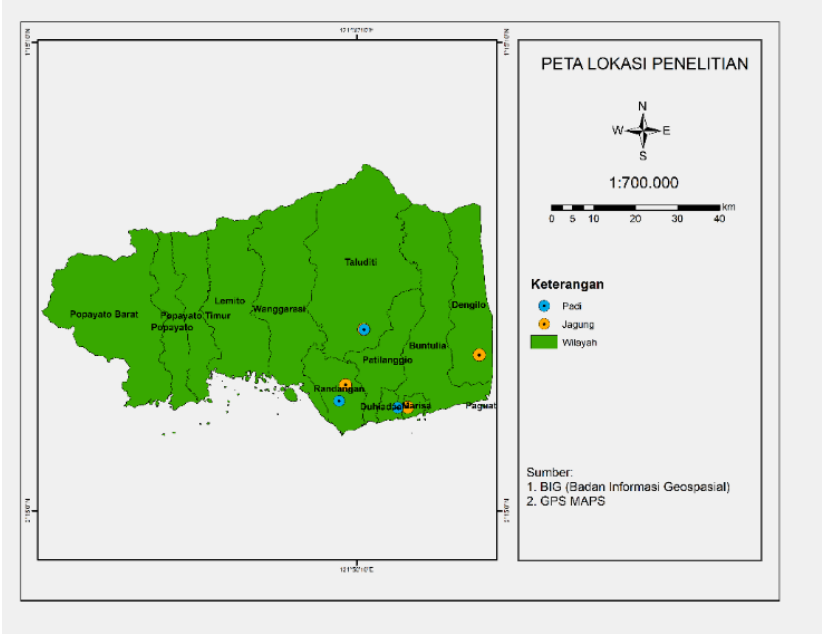 PETA LOKASI PENELITIAN
N
W E
S
1:700.000
km
0 5 10 20 30 40
Keterangan
Padi
Jagung
Wilayah
Sumber:
1. BIG (Badan Informasi Geospasial)
2. GPS MAPS
Taluditi
Dengilo
Lemito
Wanggarasi
Popayato Barat
Popayato Timur
Popayato
Buntulia
Patilanggio
Randangan
Duhiadaa
Marisa
Paguat